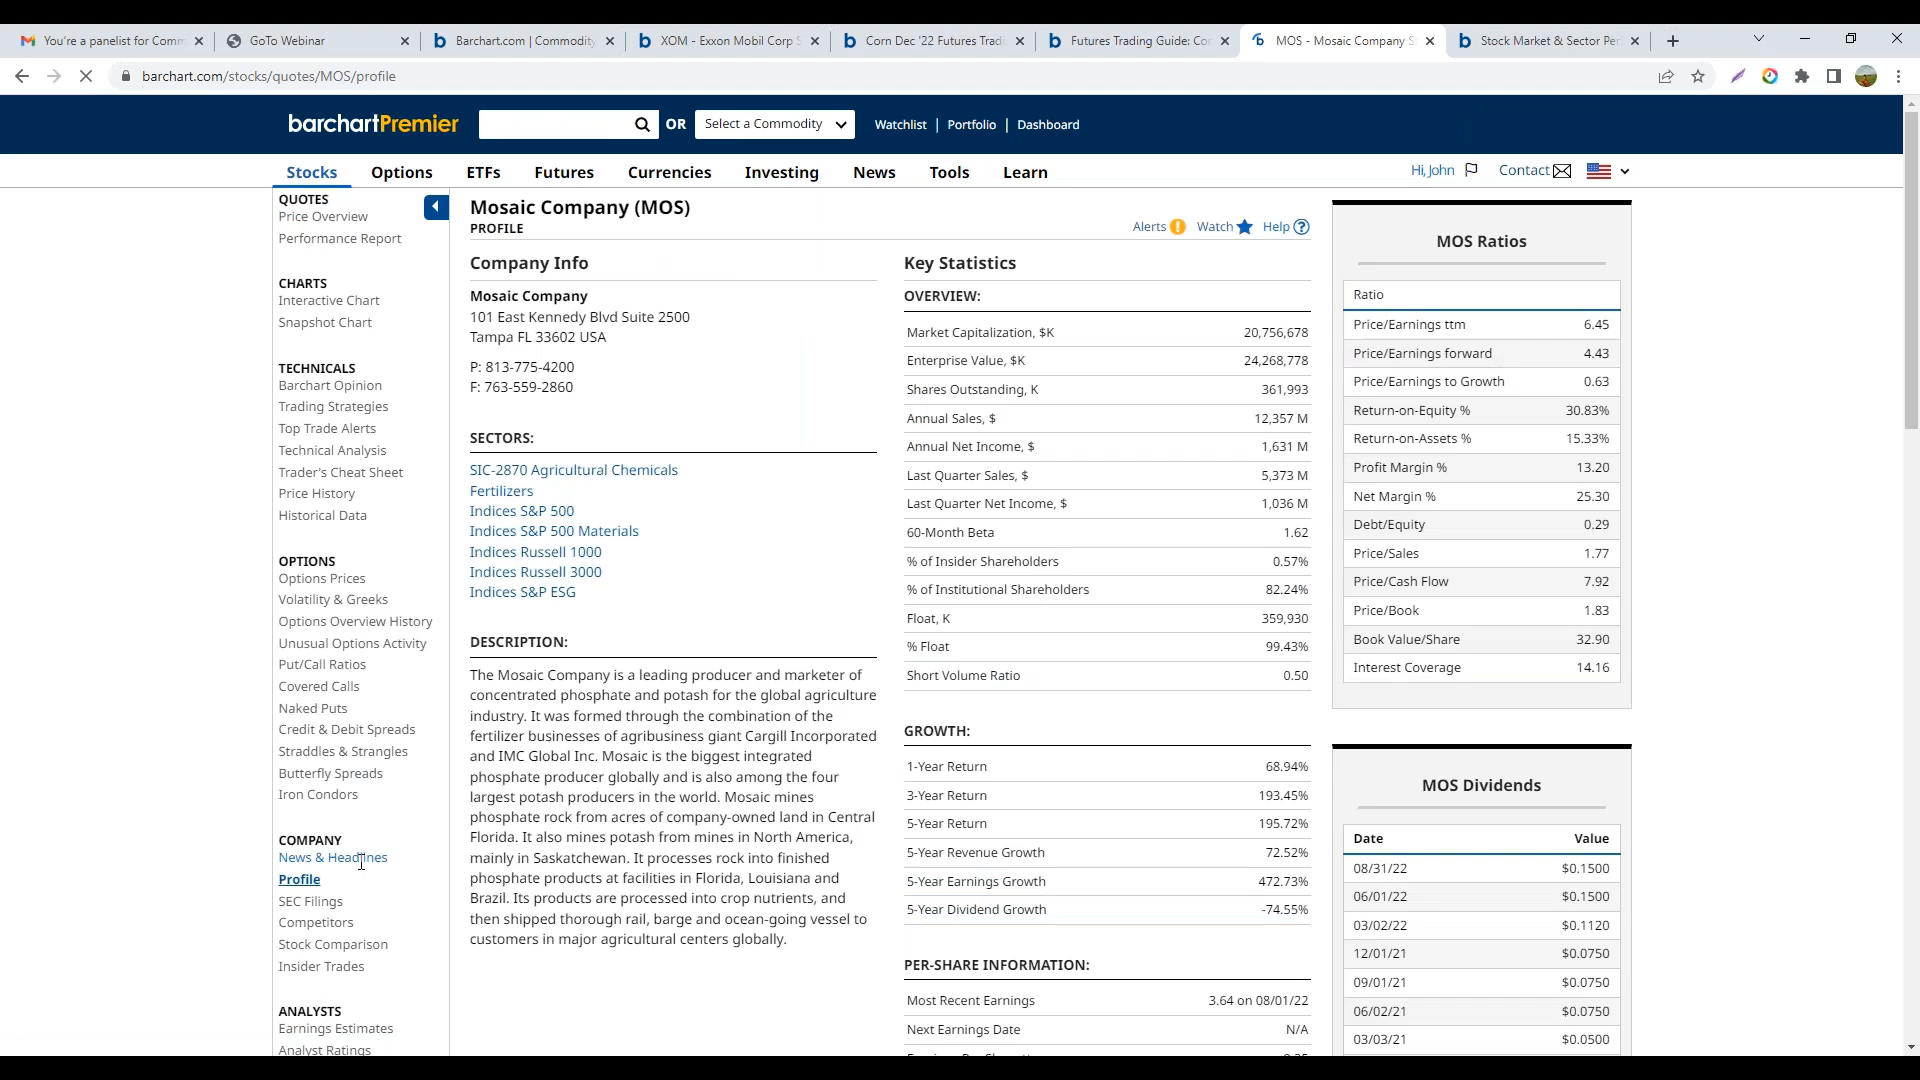 You're a panelist for Comm
GoTo Webinar
Barchart.com | Commodity
XOM - Exxon Mobil Corp S
Corn Dec '22 Futures Tradi
Futures Trading Guide: Co
MOS - Mosaic Company S
Stock Market & Sector Per
barchart.com/stocks/quotes/MOS/profile
barchartPremier
OR
Select a Commodity
Watchlist | Portfolio | Dashboard
Stocks
Options
ETFs
Futures
Currencies
Investing
News
Tools
Learn
Hi, John
Contact
QUOTES
Price Overview
Performance Report
CHARTS
Interactive Chart
Snapshot Chart
TECHNICALS
Barchart Opinion
Trading Strategies
Top Trade Alerts
Technical Analysis
Trader's Cheat Sheet
Price History
Historical Data
OPTIONS
Options Prices
Volatility & Greeks
Options Overview History
Unusual Options Activity
Put/Call Ratios
Covered Calls
Naked Puts
Credit & Debit Spreads
Straddles & Strangles
Butterfly Spreads
Iron Condors
COMPANY
News & Headlines
Profile
SEC Filings
Competitors
Stock Comparison
Insider Trades
ANALYSTS
Earnings Estimates
Analyst Ratings
Mosaic Company (MOS)
PROFILE
Alerts
Watch
Help
Company Info
Mosaic Company
101 East Kennedy Blvd Suite 2500
Tampa FL 33602 USA
P: 813-775-4200
F: 763-559-2860
SECTORS:
SIC-2870 Agricultural Chemicals
Fertilizers
Indices S&P 500
Indices S&P 500 Materials
Indices Russell 1000
Indices Russell 3000
Indices S&P ESG
DESCRIPTION:
The Mosaic Company is a leading producer and marketer of
concentrated phosphate and potash for the global agriculture
industry. It was formed through the combination of the
fertilizer businesses of agribusiness giant Cargill Incorporated
and IMC Global Inc. Mosaic is the biggest integrated
phosphate producer globally and is also among the four
largest potash producers in the world. Mosaic mines
phosphate rock from acres of company-owned land in Central
Florida. It also mines potash from mines in North America,
mainly in Saskatchewan. It processes rock into finished
phosphate products at facilities in Florida, Louisiana and
Brazil. Its products are processed into crop nutrients, and
then shipped thorough rail, barge and ocean-going vessel to
customers in major agricultural centers globally.
Key Statistics
OVERVIEW:
Market Capitalization, $K 20,756,678
Enterprise Value, $K 24,268,778
Shares Outstanding, K 361,993
Annual Sales, $ 12,357 M
Annual Net Income, $ 1,631 M
Last Quarter Sales, $ 5,373 M
Last Quarter Net Income, $ 1,036 M
60-Month Beta 1.62
% of Insider Shareholders 0.57%
% of Institutional Shareholders 82.24%
Float, K 359,930
% Float 99.43%
Short Volume Ratio 0.50
GROWTH:
1-Year Return 68.94%
3-Year Return 193.45%
5-Year Return 195.72%
5-Year Revenue Growth 72.52%
5-Year Earnings Growth 472.73%
5-Year Dividend Growth -74.55%
PER-SHARE INFORMATION:
Most Recent Earnings 3.64 on 08/01/22
Next Earnings Date N/A
MOS Ratios
Ratio
Price/Earnings ttm 6.45
Price/Earnings forward 4.43
Price/Earnings to Growth 0.63
Return-on-Equity % 30.83%
Return-on-Assets % 15.33%
Profit Margin % 13.20
Net Margin % 25.30
Debt/Equity 0.29
Price/Sales 1.77
Price/Cash Flow 7.92
Price/Book 1.83
Book Value/Share 32.90
Interest Coverage 14.16
MOS Dividends
Date Value
08/31/22 $0.1500
06/01/22 $0.1500
03/02/22 $0.1120
12/01/21 $0.0750
09/01/21 $0.0750
06/02/21 $0.0750
03/03/21 $0.0500